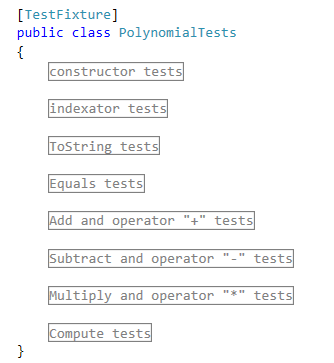 [TestFixture]
public class PolynomialTests
{
constructor tests
indexator tests
ToString tests
Equals tests
Add and operator "+" tests
Subtract and operator "-" tests
Multiply and operator "*" tests
Compute tests
}